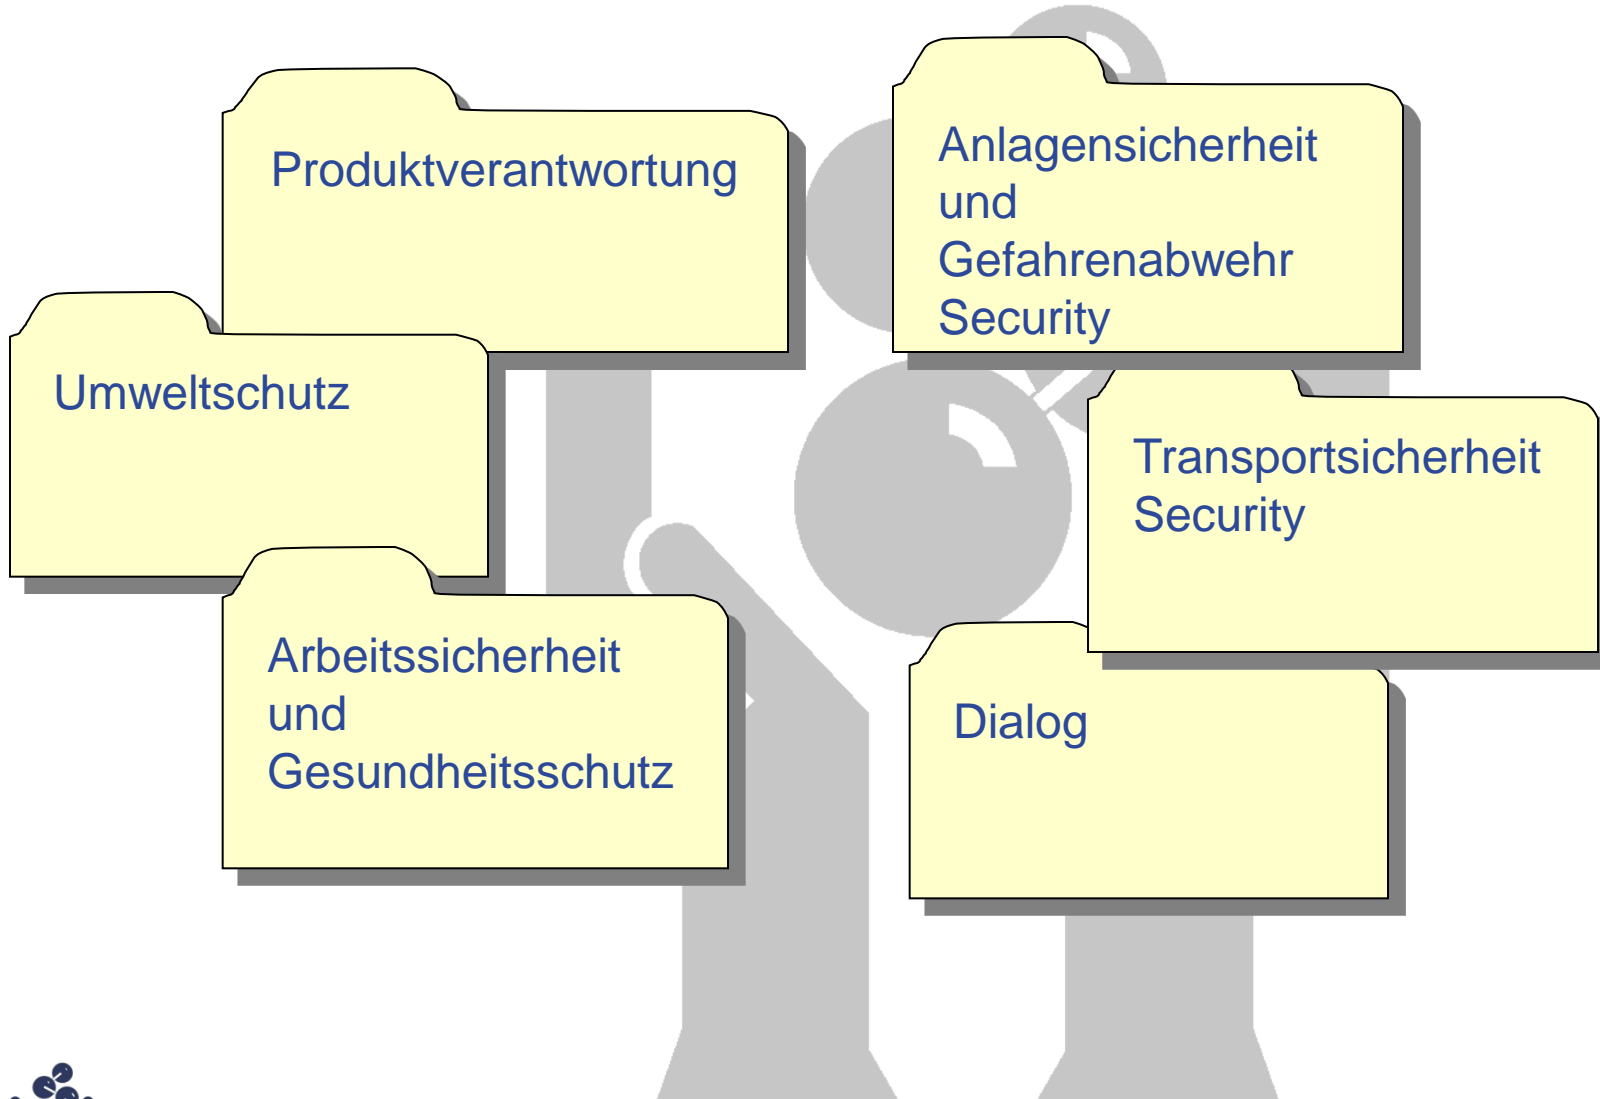 Produktverantwortung
Umweltschutz
Arbeitssicherheit
und
Gesundheitsschutz
Anlagensicherheit
und
Gefahrenabwehr
Security
Transportsicherheit
Security
Dialog